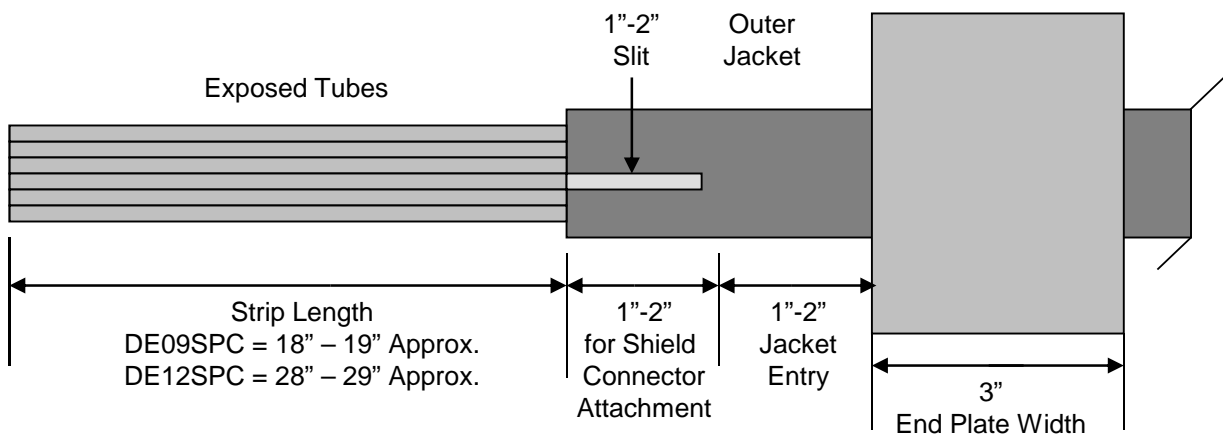 1”-2”
Slit
Outer
Jacket
Exposed Tubes
Strip Length
DE09SPC = 18” – 19” Approx.
DE12SPC = 28” – 29” Approx.
1”-2”
for Shield
Connector
Attachment
1”-2”
Jacket
Entry
3”
End Plate Width